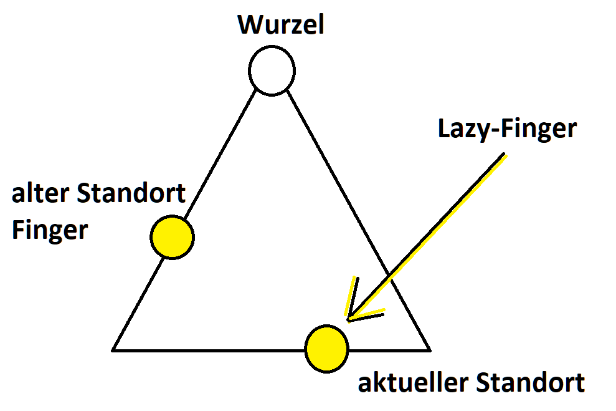 Wurzel
Lazy-Finger
alter Standort
Finger
aktueller Standort